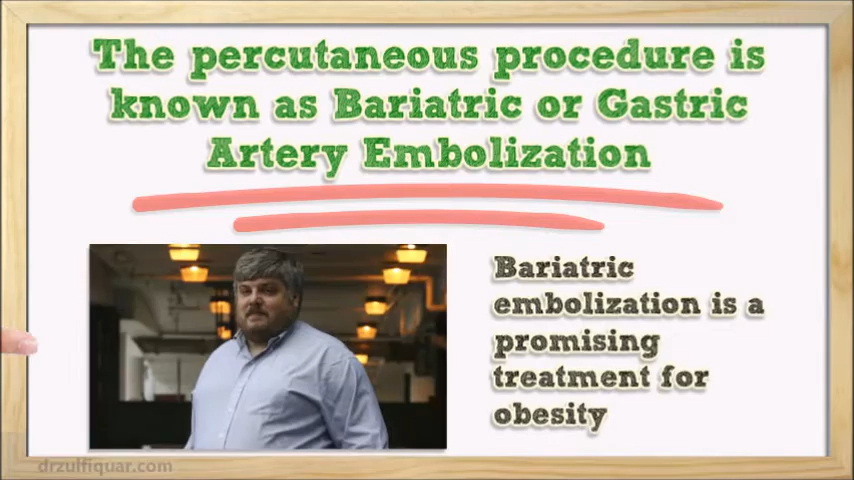 The percutaneous procedure is
known as Bariatric or Gastric
Artery Embolization
Bariatric
embolization is a
promising
treatment for
obesity
drzulfiquar.com